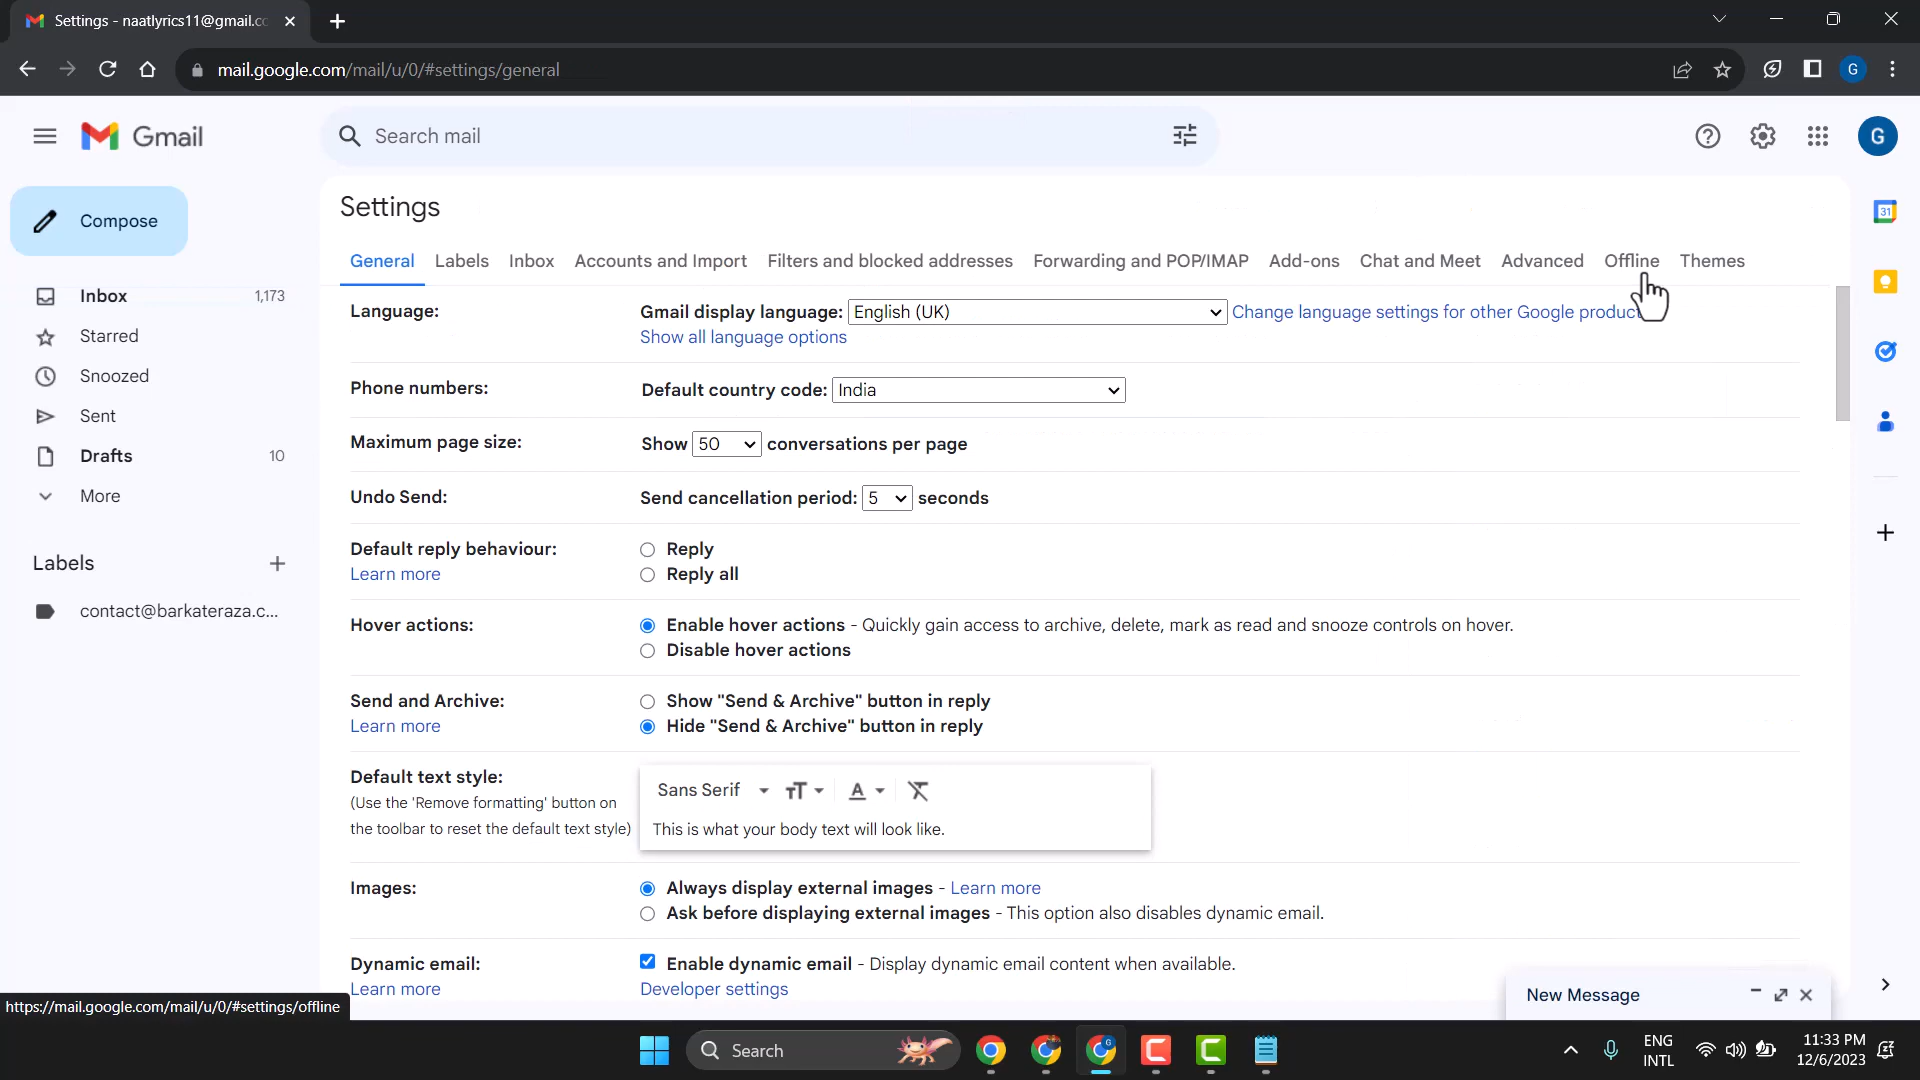 Settings - naatlyrics11@gmail.cc
mail.google.com/mail/u/0/#settings/general
G
Gmail
Search mail
G
Compose
Inbox 1,173
Starred
Snoozed
Sent
Drafts 10
More
Labels
contact@barkateraza.c...
Settings
General Labels Inbox Accounts and Import Filters and blocked addresses Forwarding and POP/IMAP Add-ons Chat and Meet Advanced Offline Themes
Language: Gmail display language: English (UK) Change language settings for other Google product
Show all language options
Phone numbers: Default country code: India
Maximum page size: Show 50 conversations per page
Undo Send: Send cancellation period: 5 seconds
Default reply behaviour: Reply
Learn more Reply all
Hover actions: Enable hover actions - Quickly gain access to archive, delete, mark as read and snooze controls on hover.
Disable hover actions
Send and Archive: Show "Send & Archive" button in reply
Learn more Hide "Send & Archive" button in reply
Default text style: Sans Serif
(Use the 'Remove formatting' button on
the toolbar to reset the default text style) This is what your body text will look like.
Images: Always display external images - Learn more
Ask before displaying external images - This option also disables dynamic email.
Dynamic email: Enable dynamic email - Display dynamic email content when available.
Learn more Developer settings
31
New Message
https://mail.google.com/mail/u/0/#settings/offline
Search
ENG
INTL
11:33 PM
12/6/2023